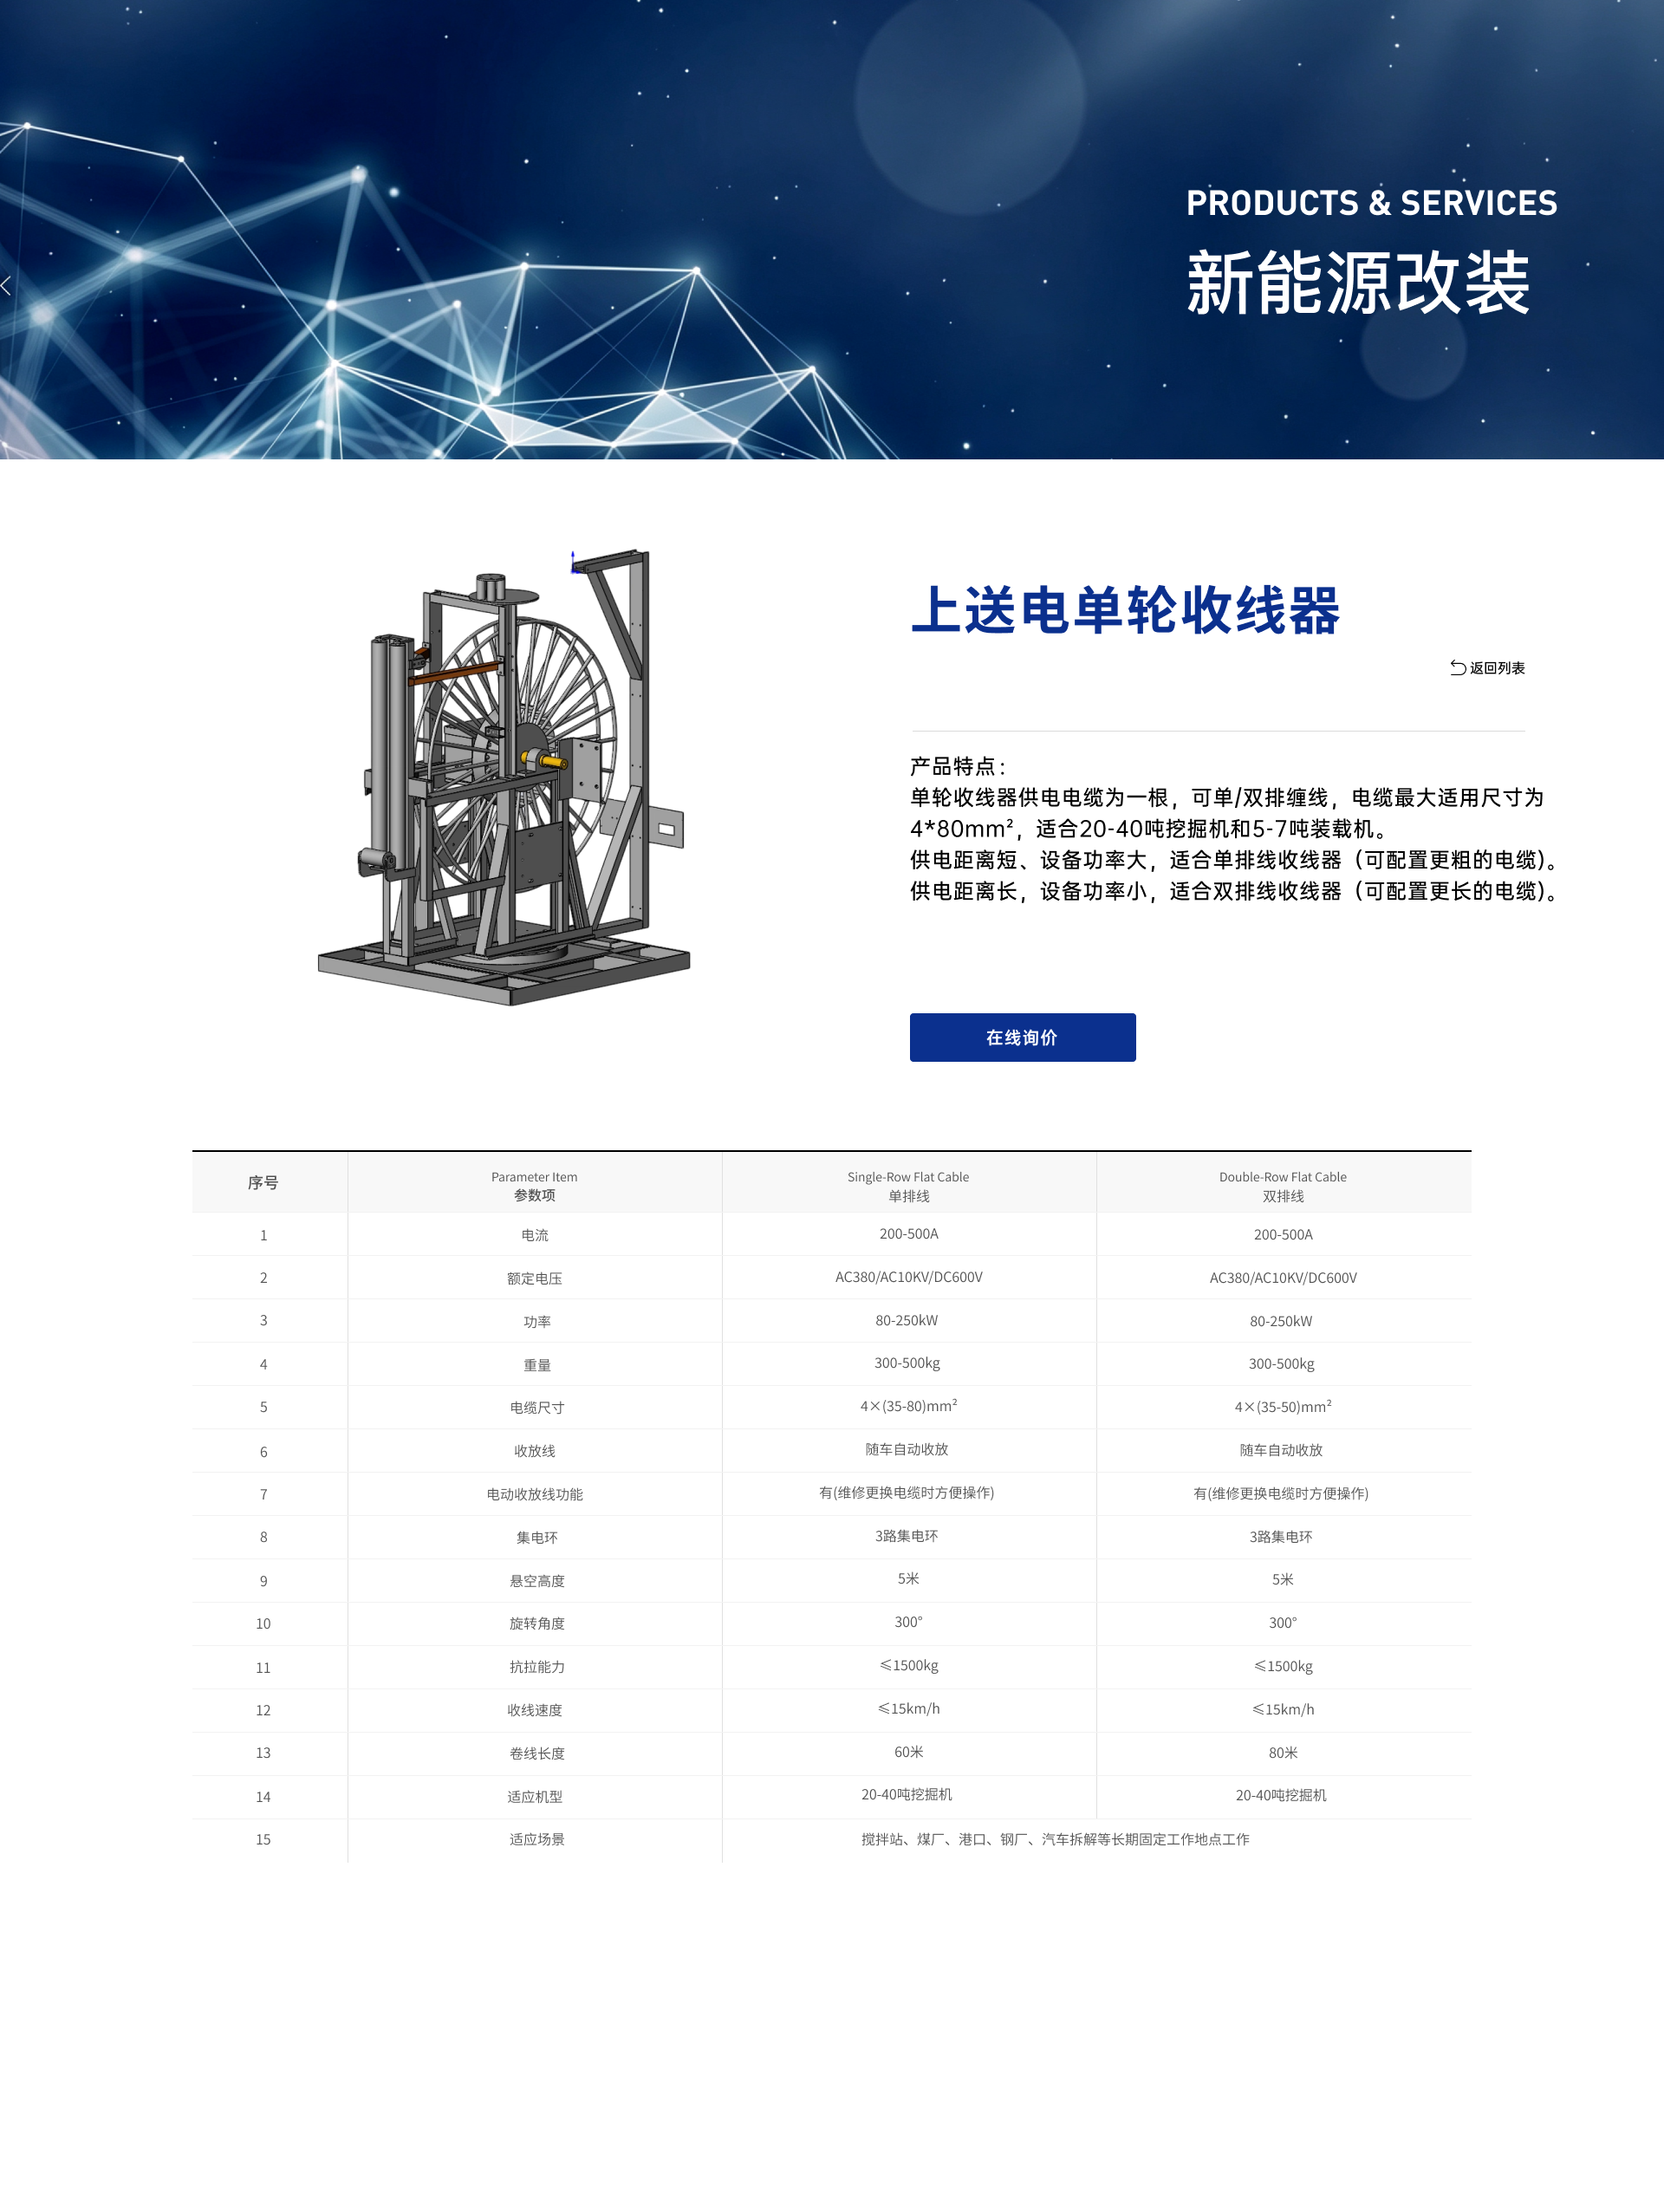 PRODUCTS & SERVICES
新能源改装
上送电单轮收线器
返回列表
产品特点：
单轮收线器供电电缆为一根，可单/双排缠线，电缆最大适用尺寸为
4*80mm²，适合20-40吨挖掘机和5-7吨装载机。
供电距离短、设备功率大，适合单排线收线器（可配置更粗的电缆）。
供电距离长，设备功率小，适合双排线收线器（可配置更长的电缆）。
在线询价
序号 Parameter Item Single-Row Flat Cable Double-Row Flat Cable
参数项 单排线 双排线
1 电流 200-500A 200-500A
2 额定电压 AC380/AC10KV/DC600V AC380/AC10KV/DC600V
3 功率 80-250kW 80-250kW
4 重量 300-500kg 300-500kg
5 电缆尺寸 4×(35-80)mm² 4×(35-50)mm²
6 收放线 随车自动收放 随车自动收放
7 电动收放线功能 有(维修更换电缆时方便操作) 有(维修更换电缆时方便操作)
8 集电环 3路集电环 3路集电环
9 悬空高度 5米 5米
10 旋转角度 300° 300°
11 抗拉能力 ≤1500kg ≤1500kg
12 收线速度 ≤15km/h ≤15km/h
13 卷线长度 60米 80米
14 适应机型 20-40吨挖掘机 20-40吨挖掘机
15 适应场景 搅拌站、煤厂、港口、钢厂、汽车拆解等长期固定工作地点工作